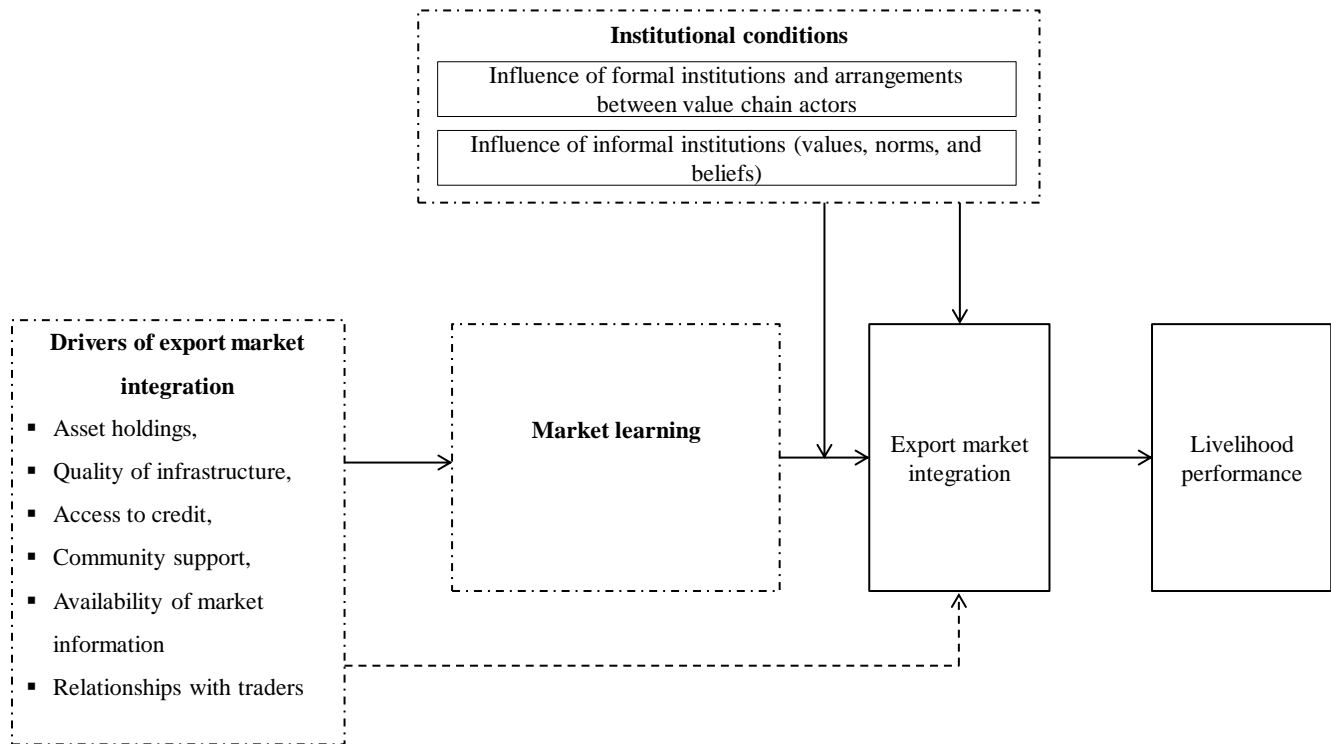 Institutional conditions
Influence of formal institutions and arrangements
between value chain actors
Influence of informal institutions (values, norms, and
beliefs)
Drivers of export market
integration
▪ Asset holdings,
▪ Quality of infrastructure,
▪ Access to credit,
▪ Community support,
▪ Availability of market
information
▪ Relationships with traders
Market learning
Export market
integration
Livelihood
performance